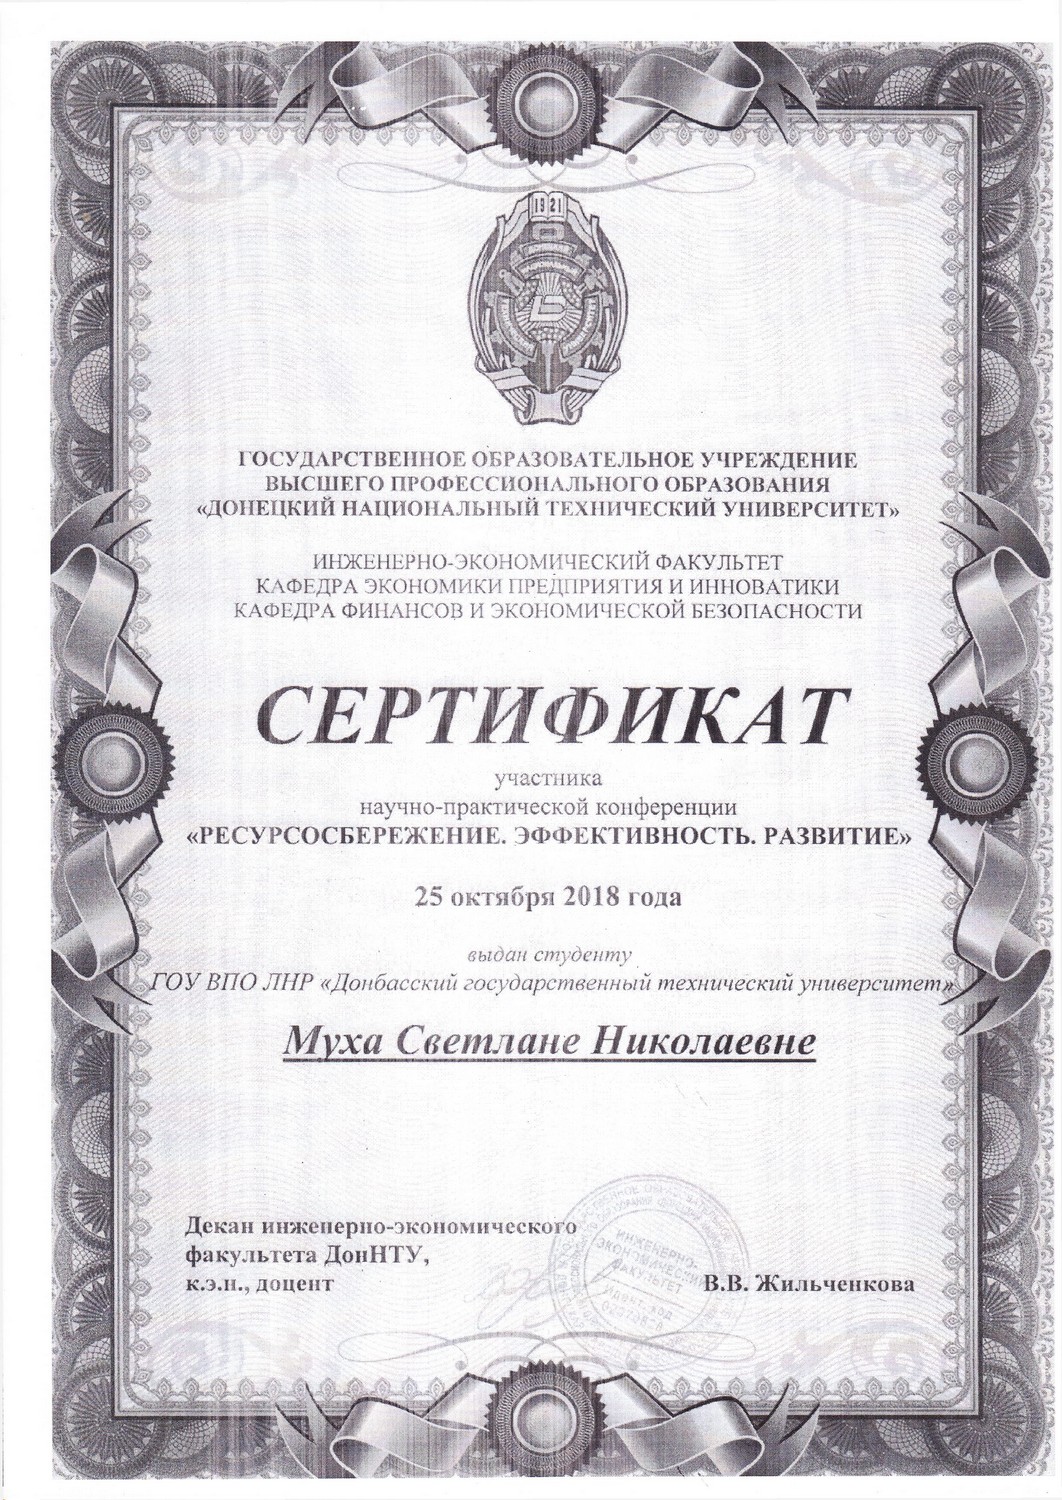 1921
ГОСУДАРСТВЕННОЕ ОБРАЗОВАТЕЛЬНОЕ УЧРЕЖДЕНИЕ
ВЫСШЕГО ПРОФЕССИОНАЛЬНОГО ОБРАЗОВАНИЯ
«ДОНЕЦКИЙ НАЦИОНАЛЬНЫЙ ТЕХНИЧЕСКИЙ УНИВЕРСИТЕТ»
ИНЖЕНЕРНО-ЭКОНОМИЧЕСКИЙ ФАКУЛЬТЕТ
КАФЕДРА ЭКОНОМИКИ ПРЕДПРИЯТИЯ И ИННОВАТИКИ
КАФЕДРА ФИНАНСОВ И ЭКОНОМИЧЕСКОЙ БЕЗОПАСНОСТИ
СЕРТИФИКАТ
участника
научно-практической конференции
«РЕСУРСОСБЕРЕЖЕНИЕ. ЭФФЕКТИВНОСТЬ. РАЗВИТИЕ»
25 октября 2018 года
выдан студенту
ГОУ ВПО ЛНР «Донбасский государственный технический университет»
Муха Светлане Николаевне
Декан инженерно-экономического
факультета ДонНТУ,
к.э.н., доцент
В.В. Жильченкова
ИНЖЕНЕРНО-
ЭКОНОМИЧЕСКИЙ
ФАКУЛЬТЕТ